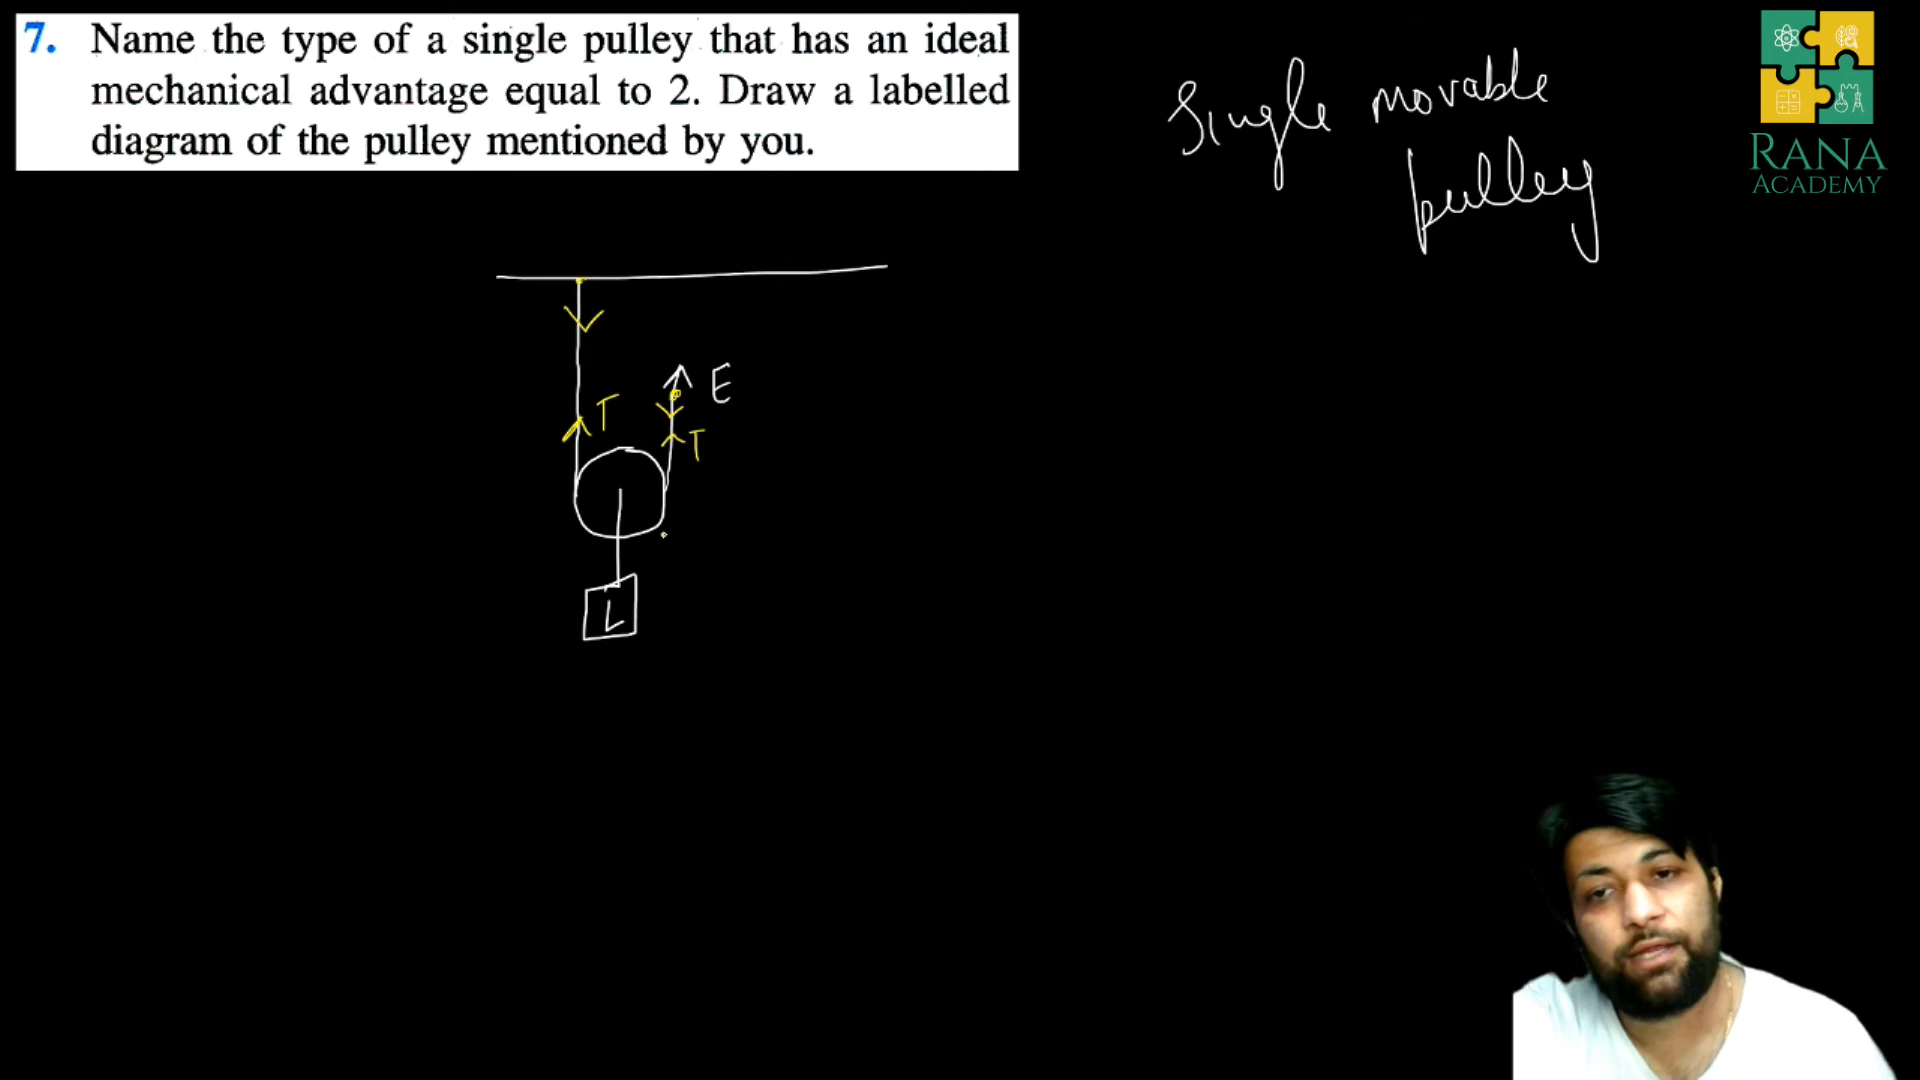 7. Name the type of a single pulley that has an ideal
mechanical advantage equal to 2. Draw a labelled
diagram of the pulley mentioned by you.
Single movable
pulley
RANA
ACADEMY
E
T
T
L